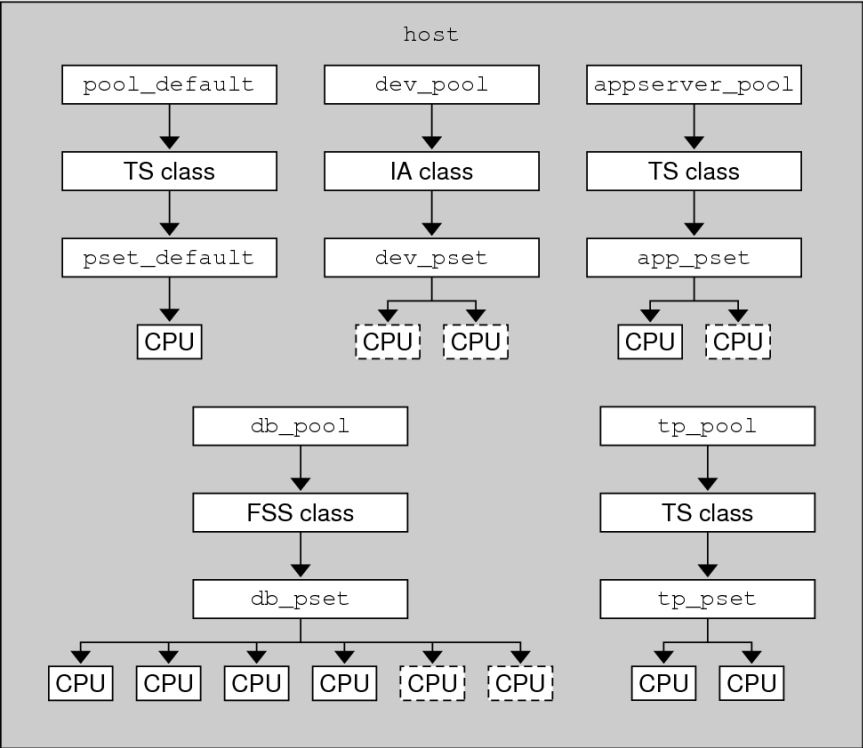 host
pool_default dev_pool appserver_pool
TS class IA class TS class
pset_default dev_pset app_pset
CPU CPU CPU CPU CPU
db_pool tp_pool
FSS class TS class
db_pset tp_pset
CPU CPU CPU CPU CPU CPU CPU CPU